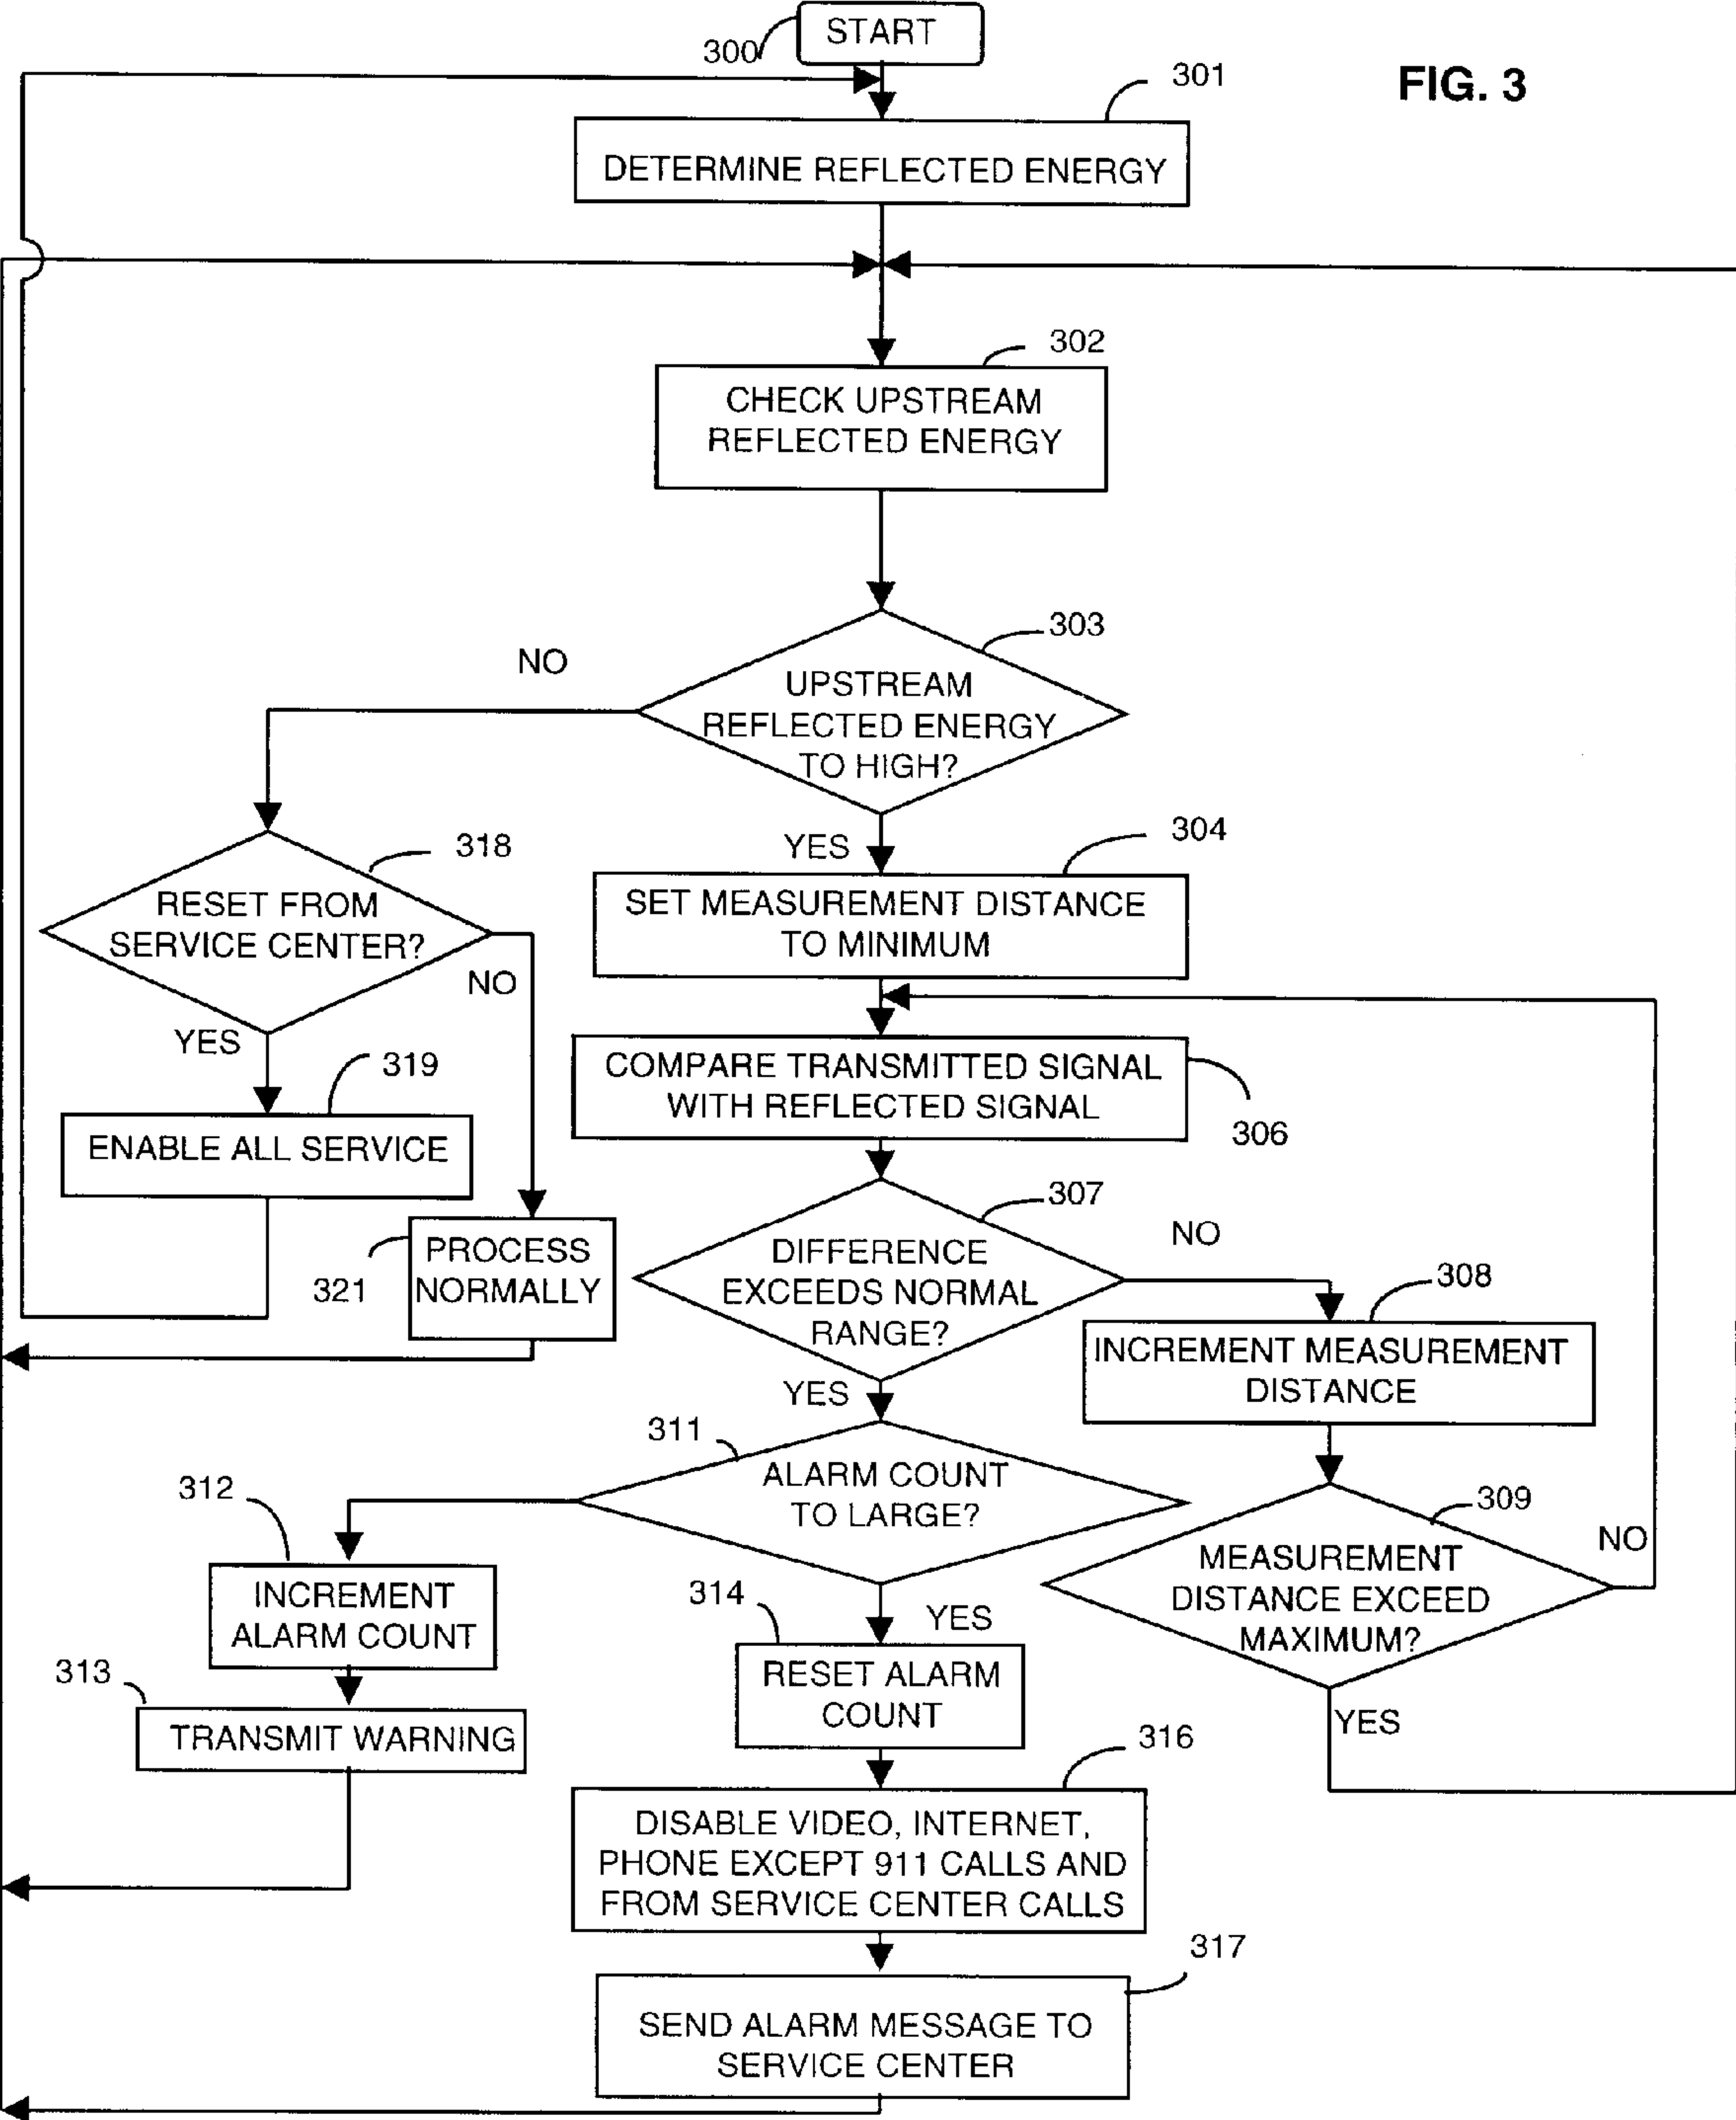 START
300
FIG. 3
301
DETERMINE REFLECTED ENERGY
302
CHECK UPSTREAM
REFLECTED ENERGY
303
NO
UPSTREAM
REFLECTED ENERGY
TO HIGH?
YES
304
SET MEASUREMENT DISTANCE
TO MINIMUM
318
RESET FROM
SERVICE CENTER?
NO
YES
319
ENABLE ALL SERVICE
COMPARE TRANSMITTED SIGNAL
WITH REFLECTED SIGNAL
306
321
PROCESS
NORMALLY
307
DIFFERENCE
EXCEEDS NORMAL
RANGE?
NO
YES
308
INCREMENT MEASUREMENT
DISTANCE
311
ALARM COUNT
TO LARGE?
309
MEASUREMENT
DISTANCE EXCEED
MAXIMUM?
NO
YES
312
INCREMENT
ALARM COUNT
313
TRANSMIT WARNING
314
YES
RESET ALARM
COUNT
316
DISABLE VIDEO, INTERNET,
PHONE EXCEPT 911 CALLS AND
FROM SERVICE CENTER CALLS
317
SEND ALARM MESSAGE TO
SERVICE CENTER